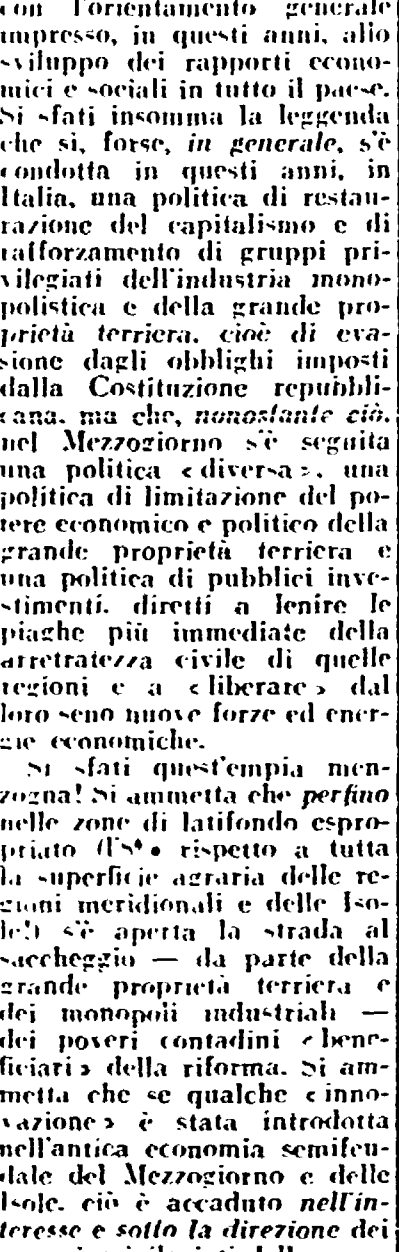 con l'orientamento generale
impresso, in questi anni, allo
sviluppo dei rapporti econo-
mici e sociali in tutto il paese.
Si sfati insomma la leggenda
che si, forse, in generale, s'è
condotta in questi anni, in
Italia, una politica di restau-
razione del capitalismo e di
rafforzamento di gruppi pri-
vilegiati dell'industria mono-
polistica e della grande pro-
prietà terriera, cioè di eva-
sione dagli obblighi imposti
dalla Costituzione repubbli-
cana, ma che, nonostante ciò,
nel Mezzogiorno s'è seguita
una politica «diversa», una
politica di limitazione del po-
tere economico e politico della
grande proprietà terriera e
una politica di pubblici inve-
stimenti, diretti a lenire le
piaghe più immediate della
arretratezza civile di quelle
regioni e a «liberare» dal
loro seno nuove forze ed ener-
gie economiche.
Si sfati quest'empia men-
zogna! Si ammetta che perfino
nelle zone di latifondo espro-
priato rispetto a tutta
la superficie agraria delle re-
gioni meridionali e delle Iso-
le!) s'è aperta la strada al
saccheggio — da parte della
grande proprietà terriera e
dei monopoli industriali —
dei poveri contadini «bene-
ficiari» della riforma. Si am-
metta che se qualche «inno-
vazione» è stata introdotta
nell'antica economia semifeu-
dale del Mezzogiorno e delle
Isole, ciò è accaduto nell'in-
teresse e sotto la direzione dei